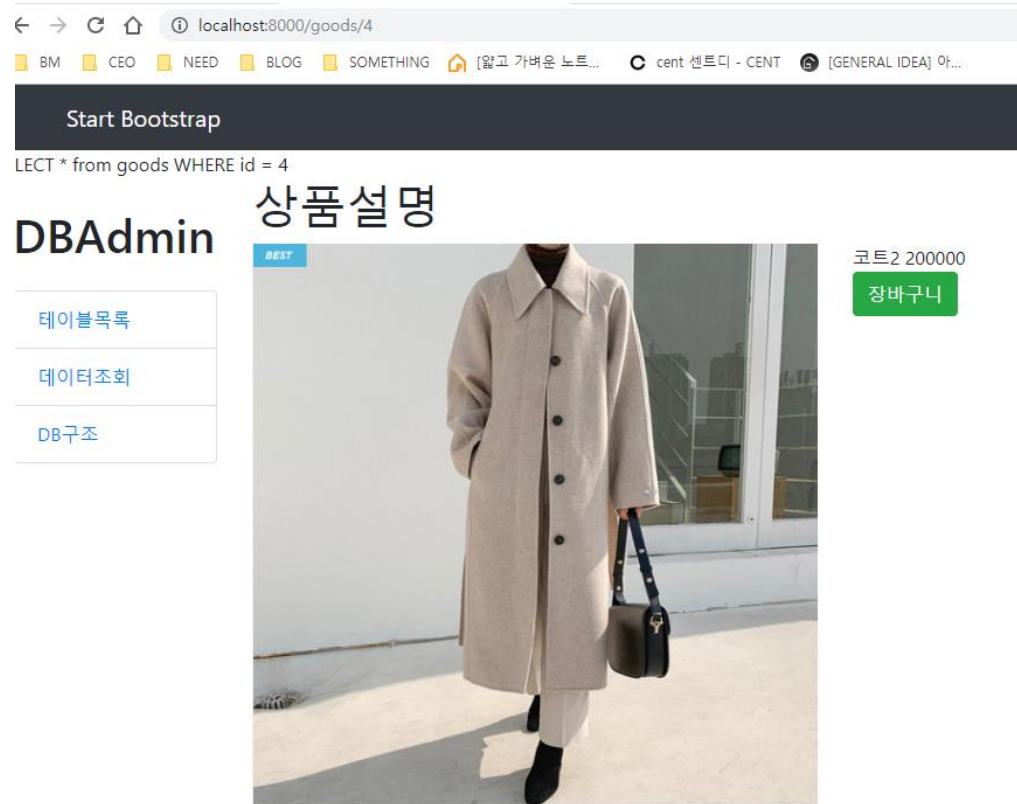 localhost:8000/goods/4
BM CEO NEED BLOG SOMETHING [얇고 가벼운 노트... cent 센트디 - CENT [GENERAL IDEA] 아...
Start Bootstrap
LECT * from goods WHERE id = 4
상품설명
DBAdmin
BEST
코트2 200000
장바구니
테이블목록
데이터조회
DB구조